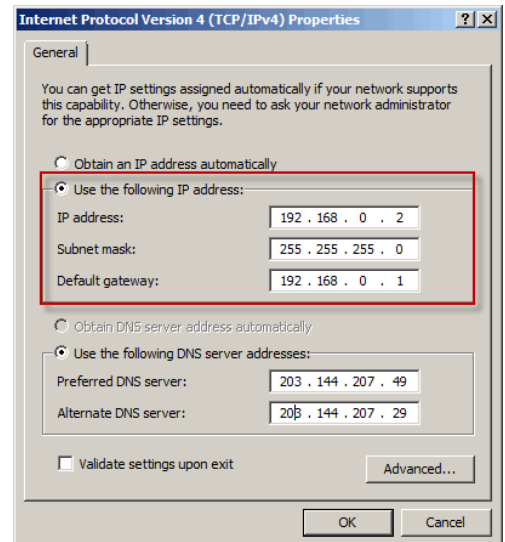 Internet Protocol Version 4 (TCP/IPv4) Properties
General
You can get IP settings assigned automatically if your network supports
this capability. Otherwise, you need to ask your network administrator
for the appropriate IP settings.
Obtain an IP address automatically
Use the following IP address:
IP address: 192 . 168 . 0 . 2
Subnet mask: 255 . 255 . 255 . 0
Default gateway: 192 . 168 . 0 . 1
Obtain DNS server address automatically
Use the following DNS server addresses:
Preferred DNS server: 203 . 144 . 207 . 49
Alternate DNS server: 203 . 144 . 207 . 29
Validate settings upon exit
Advanced...
OK Cancel